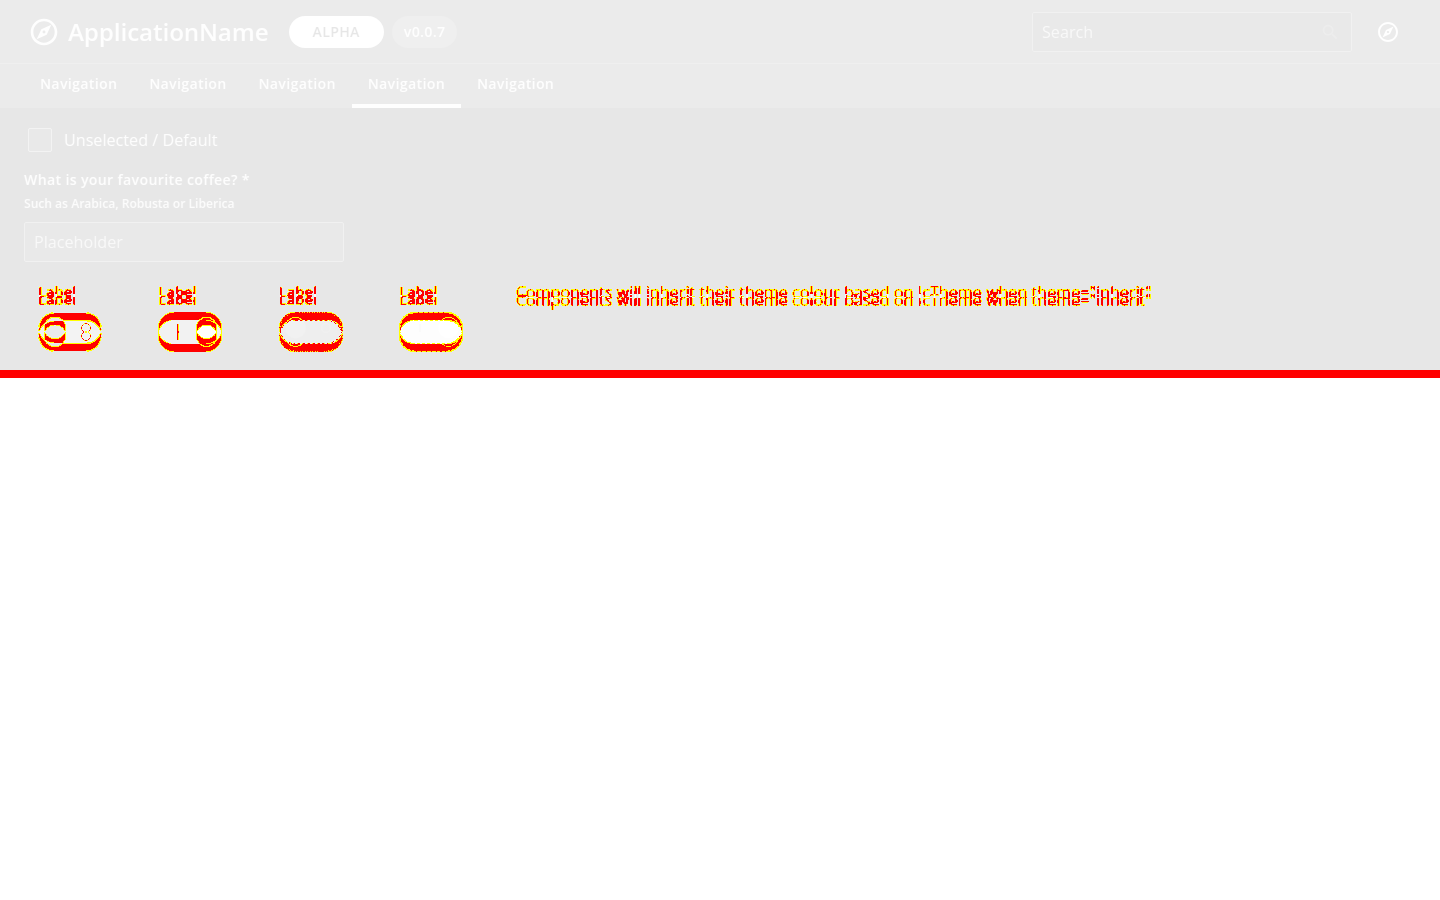 ApplicationName ALPHA v0.0.7 Search
Navigation Navigation Navigation Navigation Navigation
Unselected / Default
What is your favourite coffee? *
Such as Arabica, Robusta or Liberica
Placeholder
Label Label Label Label Components will inherit their theme colour based on icTheme when theme="inherit"